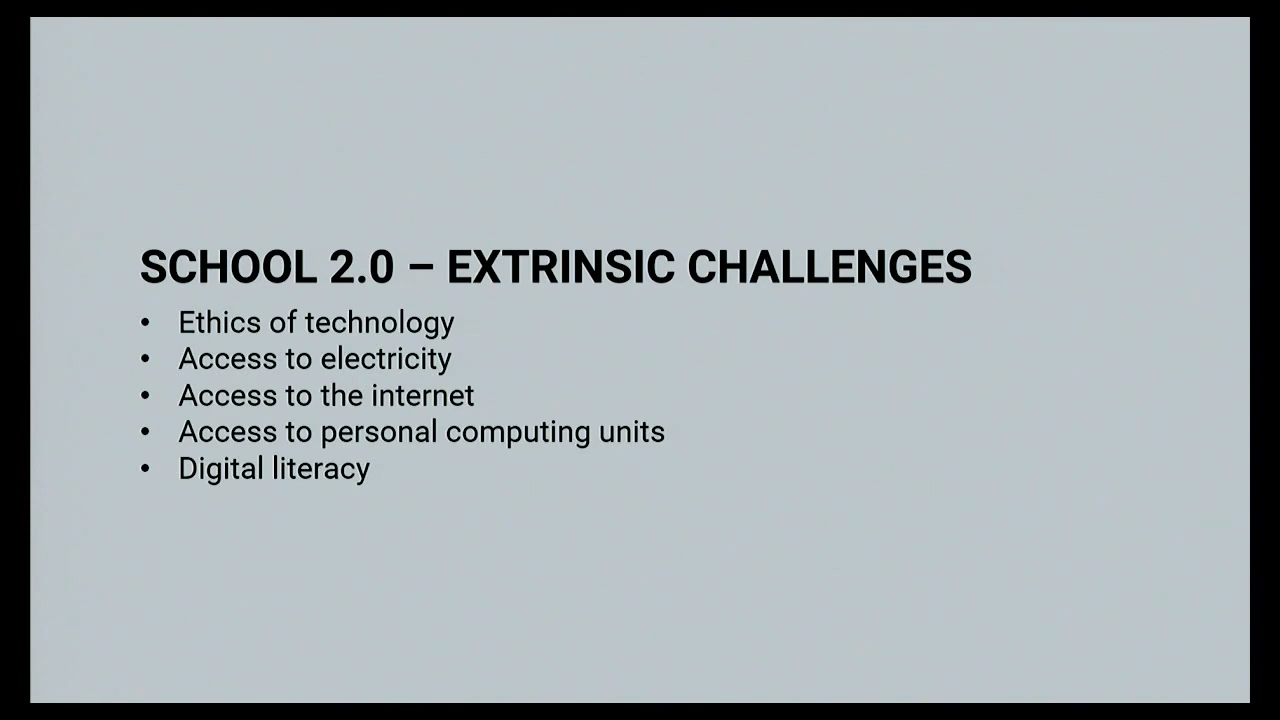 SCHOOL 2.0 – EXTRINSIC CHALLENGES
• Ethics of technology
• Access to electricity
• Access to the internet
• Access to personal computing units
• Digital literacy